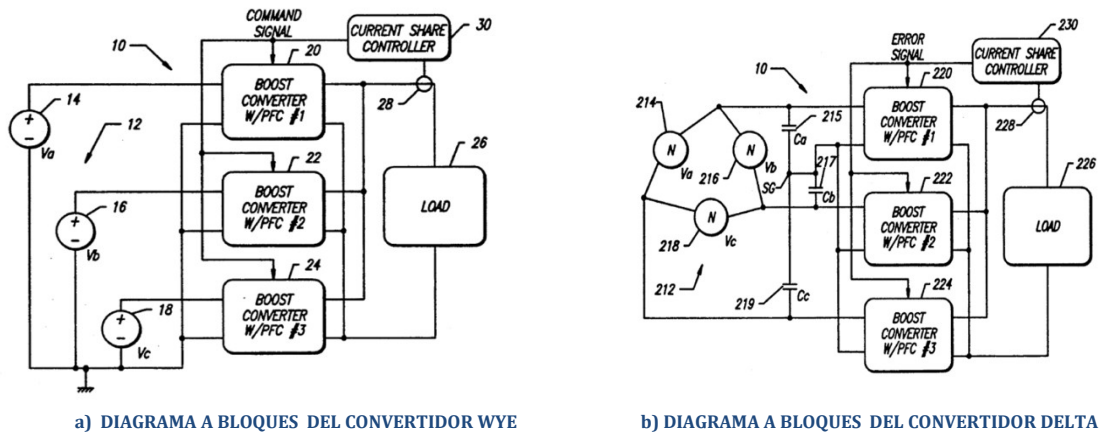 COMMAND
SIGNAL
CURRENT SHARE
CONTROLLER
30
10
20
BOOST
CONVERTER
W/PFC #1
28
14
+
−
Va
12
26
LOAD
22
BOOST
CONVERTER
W/PFC #2
16
+
−
Vb
24
BOOST
CONVERTER
W/PFC #3
18
+
−
Vc
a) DIAGRAMA A BLOQUES DEL CONVERTIDOR WYE
230
ERROR
SIGNAL
CURRENT SHARE
CONTROLLER
10
220
BOOST
CONVERTER
W/PFC #1
228
214
N
Va
215
Ca
N
Vb
216
217
SG
Cb
226
LOAD
222
BOOST
CONVERTER
W/PFC #2
N
218
Vc
212
219
Cc
224
BOOST
CONVERTER
W/PFC #3
b) DIAGRAMA A BLOQUES DEL CONVERTIDOR DELTA